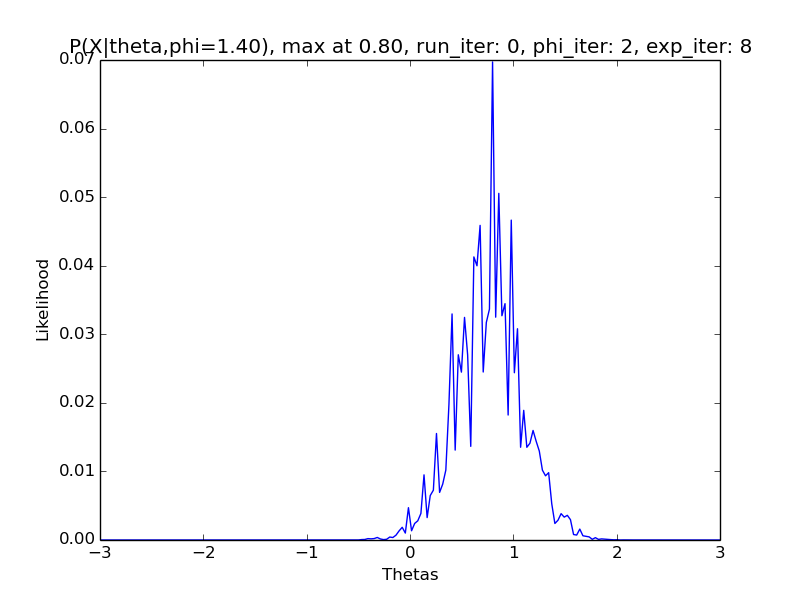 P(X|theta,phi=1.40), max at 0.80, run_iter: 0, phi_iter: 2, exp_iter: 8
0.07
0.06
0.05
0.04
0.03
0.02
0.01
0.00
Likelihood
−3 −2 −1 0 1 2 3
Thetas